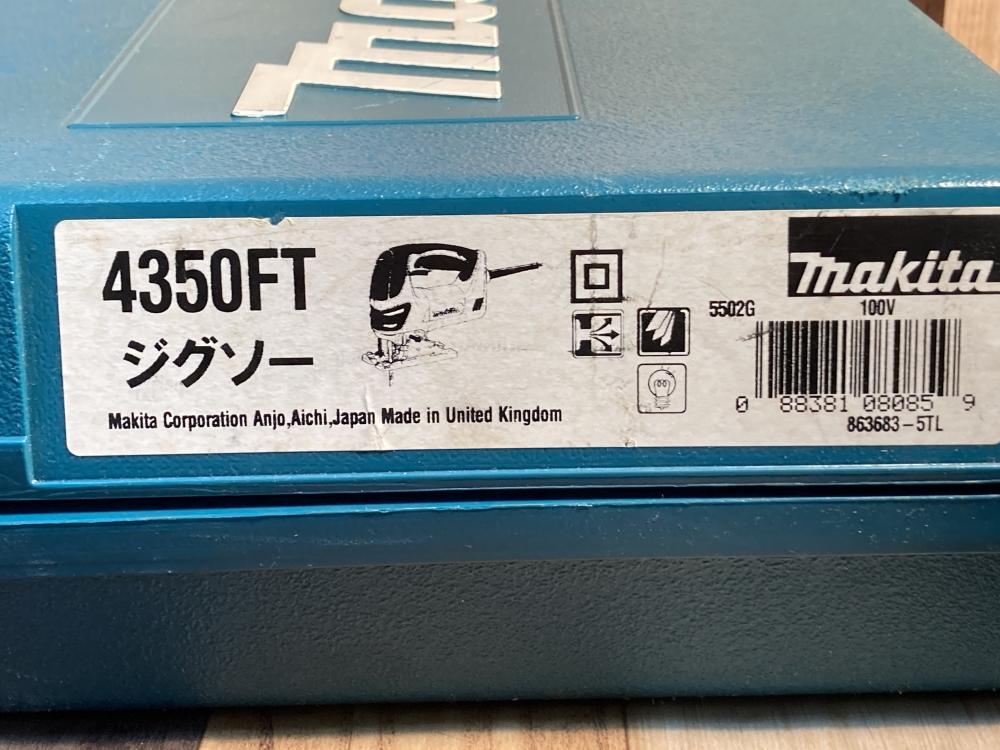 makita
4350FT
ジグソー
Makita Corporation Anjo,Aichi,Japan Made in United Kingdom
makita
5502G
100V
0 88381 08085 9
863683-5TL